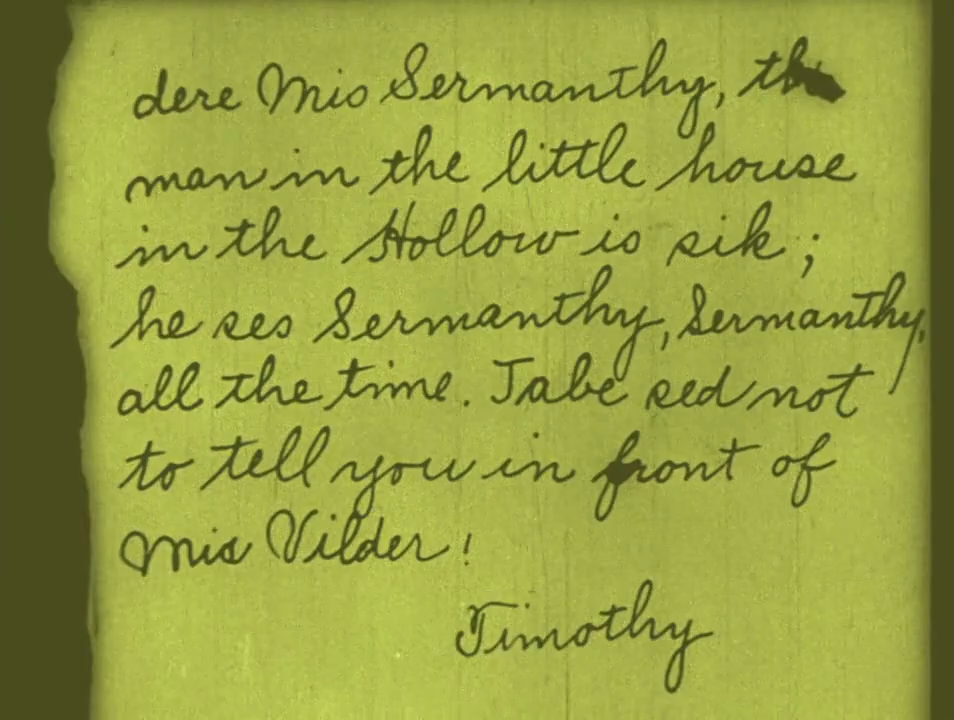 dere Mis Sermanthy, the
man in the little house
in the Hollow is sik;
he ses Sermanthy, Sermanthy,
all the time. Jabe sed not
to tell you in front of
Mis Vilder!
Timothy